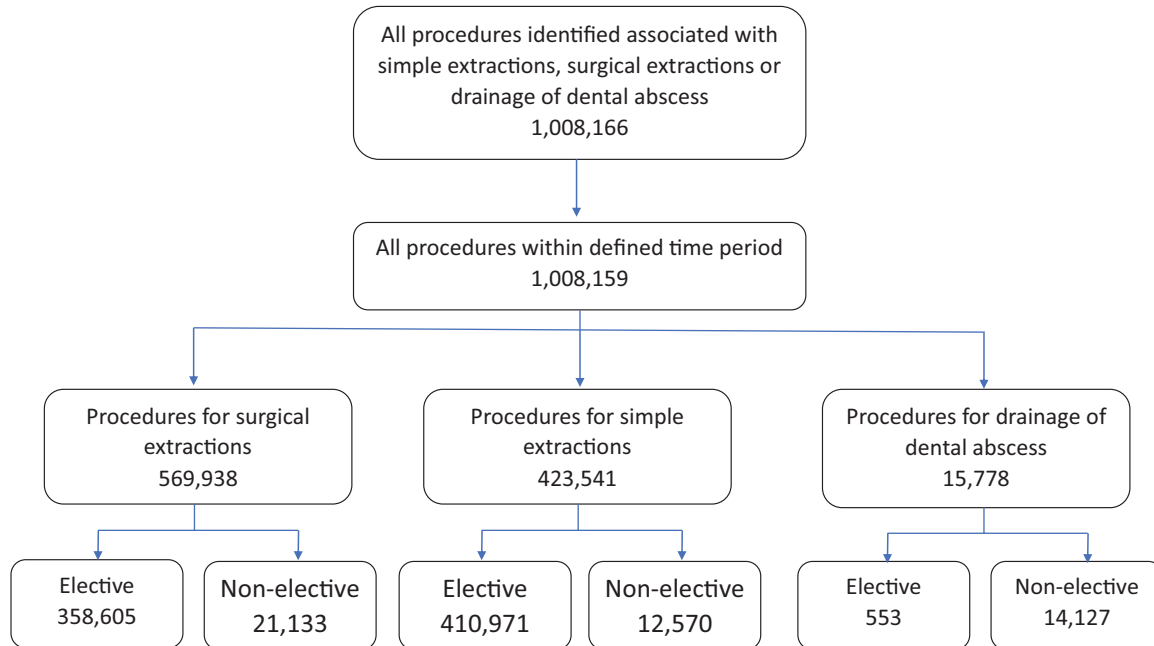 All procedures identified associated with
simple extractions, surgical extractions or
drainage of dental abscess
1,008,166
All procedures within defined time period
1,008,159
Procedures for surgical
extractions
569,938
Procedures for simple
extractions
423,541
Procedures for drainage of
dental abscess
15,778
Elective
358,605
Non-elective
21,133
Elective
410,971
Non-elective
12,570
Elective
553
Non-elective
14,127